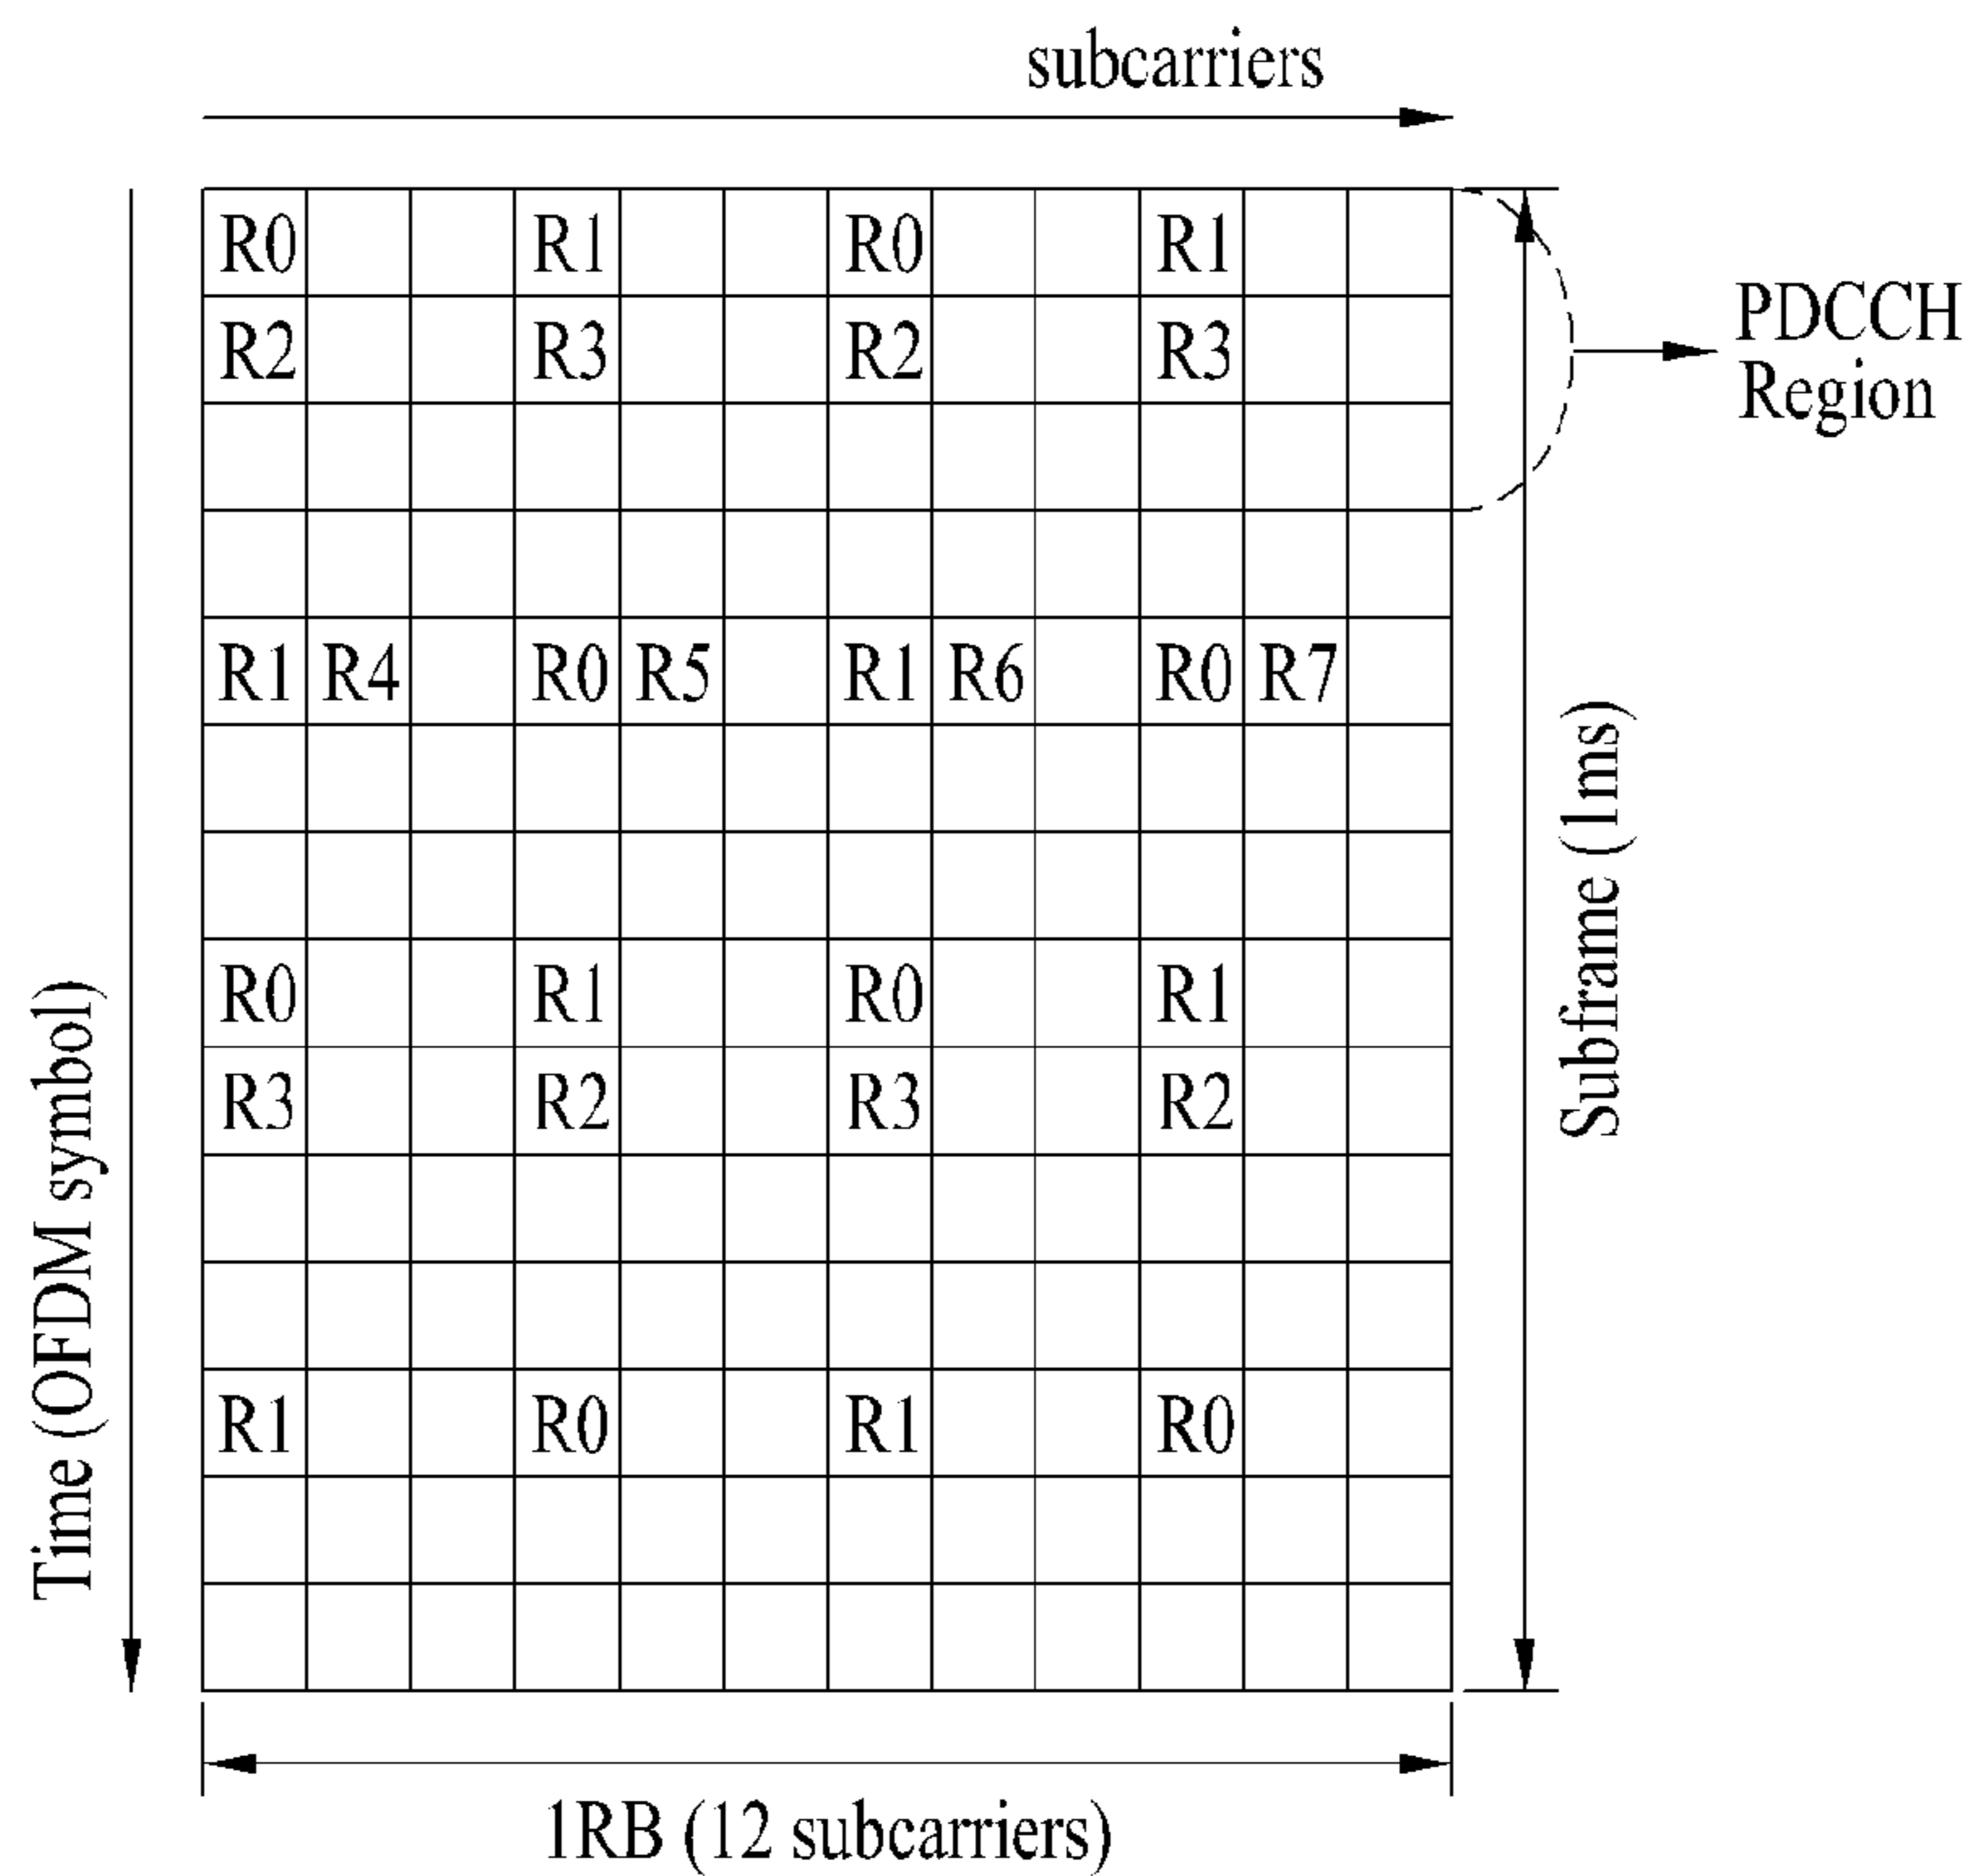 subcarriers
R0 R1 R0 R1
R2 R3 R2 R3
PDCCH
Region
R1 R4 R0 R5 R1 R6 R0 R7
R0 R1 R0 R1
R3 R2 R3 R2
R1 R0 R1 R0
Time (OFDM symbol)
Subframe (1ms)
1RB (12 subcarriers)